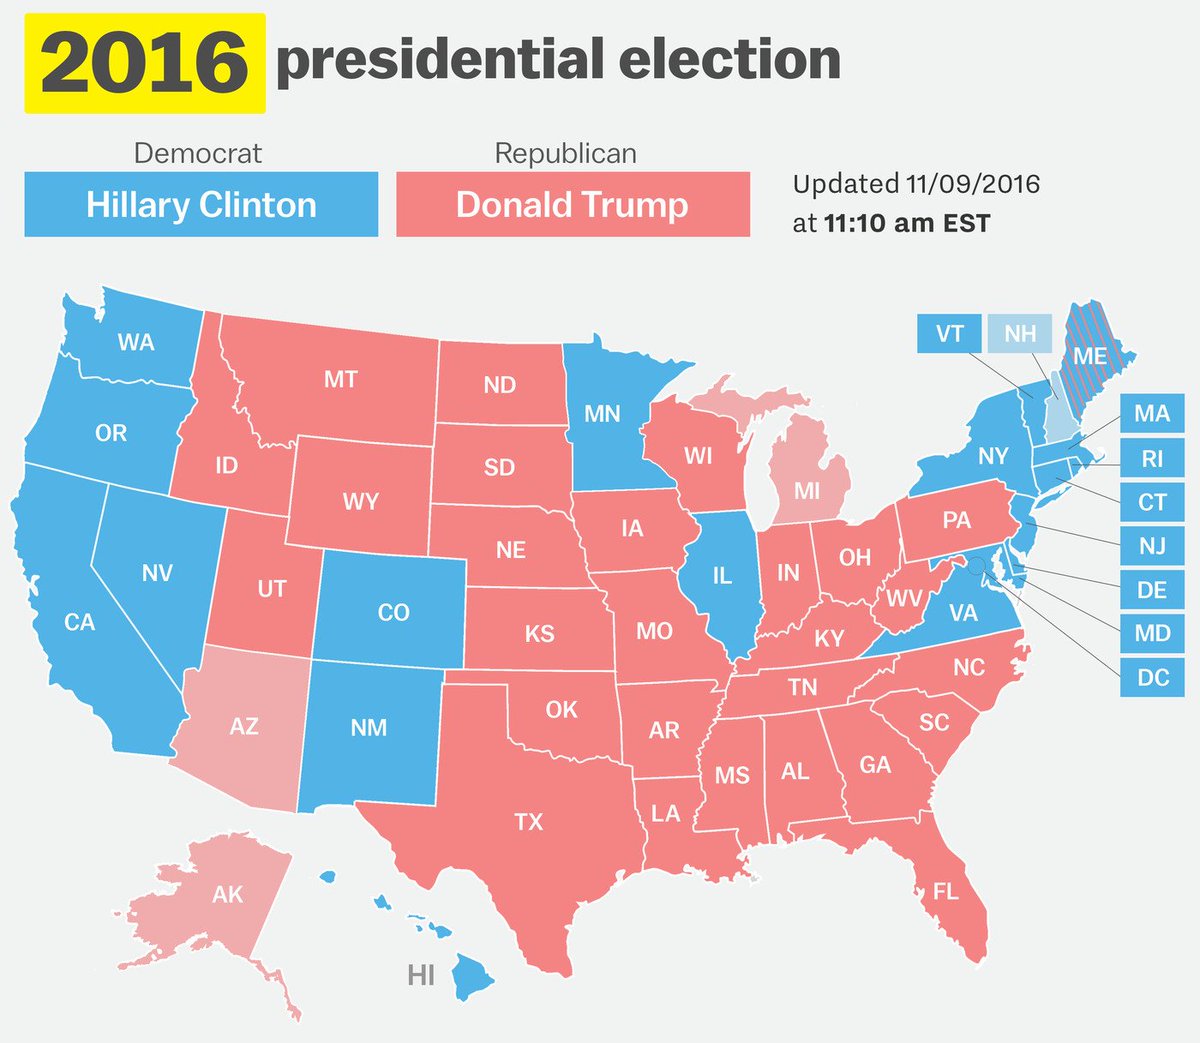 2016 presidential election
Democrat
Hillary Clinton
Republican
Donald Trump
Updated 11/09/2016
at 11:10 am EST
WA
OR
CA
NV
ID
MT
WY
UT
AZ
CO
NM
ND
SD
NE
KS
OK
TX
MN
IA
MO
AR
LA
WI
IL
MI
IN
OH
KY
TN
MS
AL
GA
FL
SC
NC
VA
WV
PA
NY
VT
NH
ME
MA
RI
CT
NJ
DE
MD
DC
AK
HI